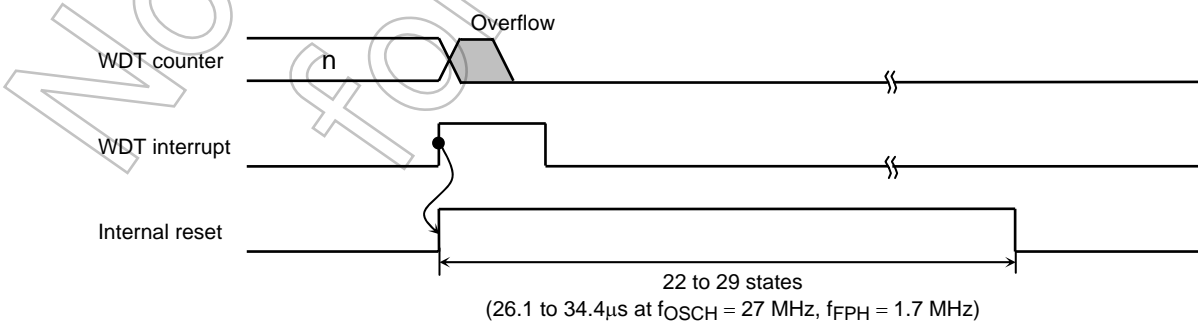 Overflow
WDT counter
n
WDT interrupt
Internal reset
22 to 29 states
(26.1 to 34.4μs at fOSCH = 27 MHz, fFPH = 1.7 MHz)